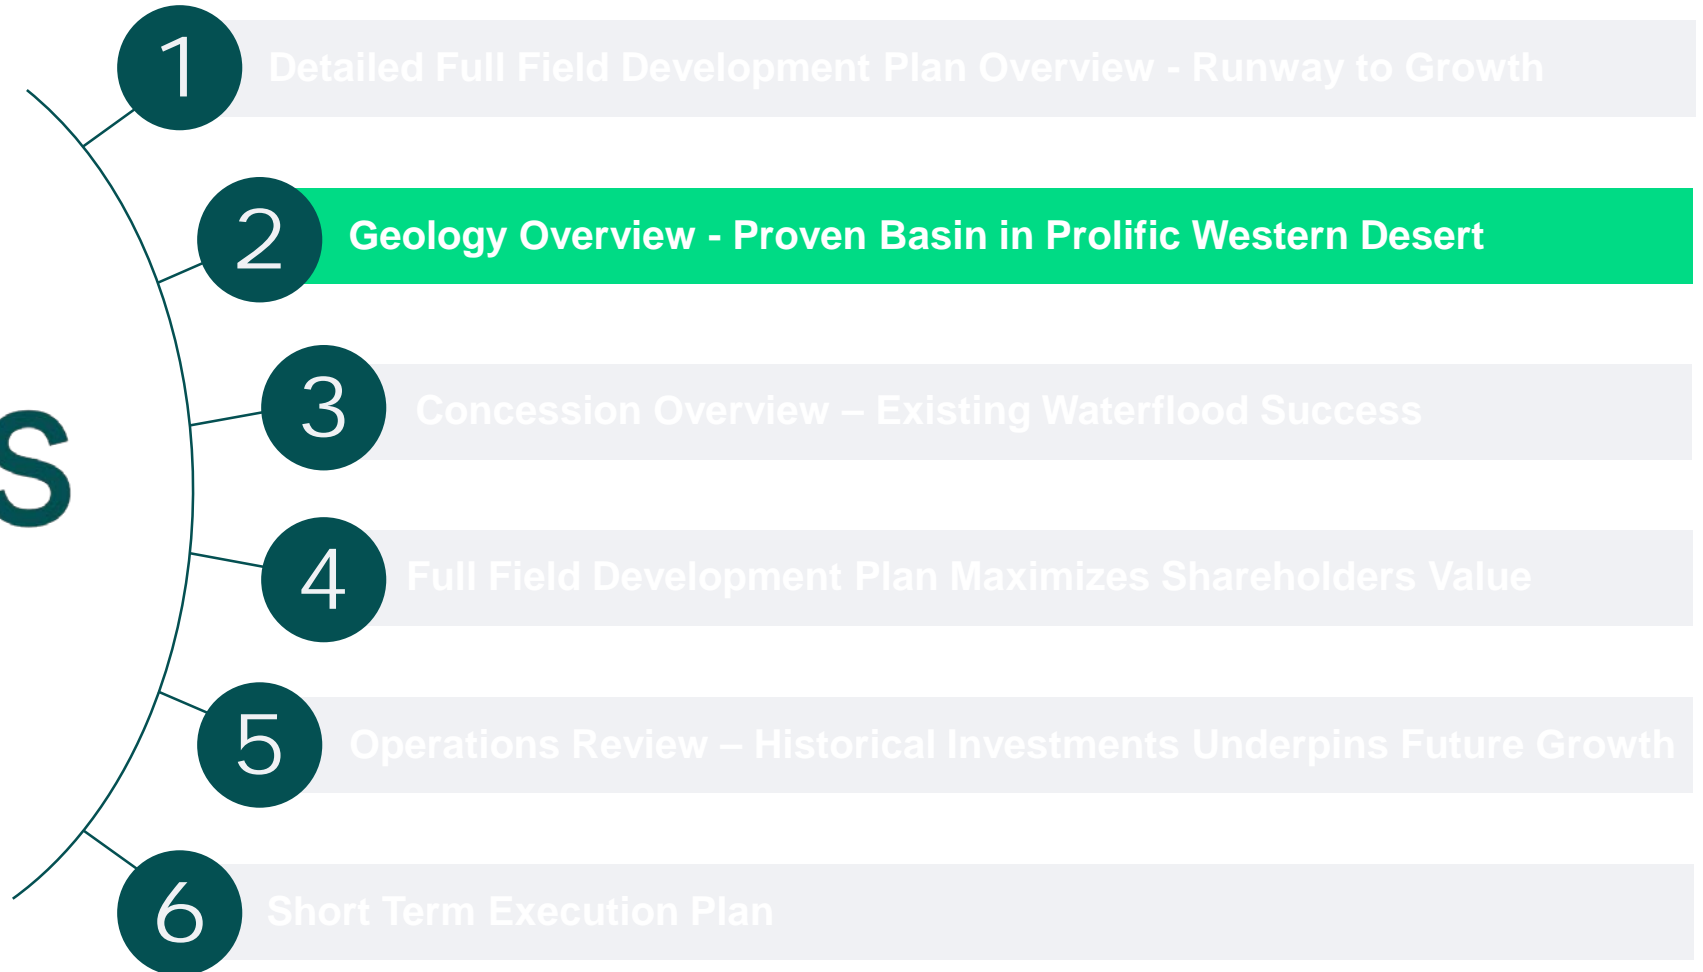 1
Detailed Full Field Development Plan Overview - Runway to Growth
2
Geology Overview - Proven Basin in Prolific Western Desert
3
Concession Overview – Existing Waterflood Success
S
4
Full Field Development Plan Maximizes Shareholders Value
5
Operations Review – Historical Investments Underpins Future Growth
6
Short Term Execution Plan